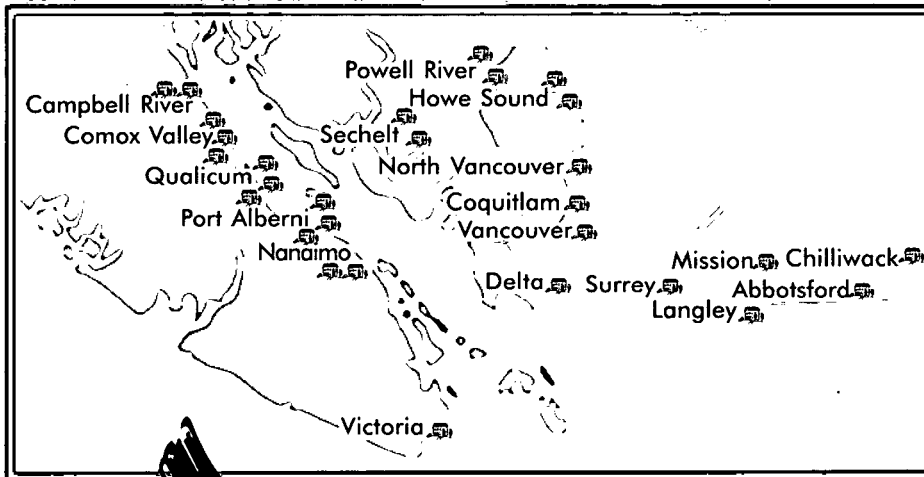 Powell River
Howe Sound
Campbell River
Comox Valley
Sechelt
Qualicum
North Vancouver
Port Alberni
Coquitlam
Vancouver
Nanaimo
Mission
Chilliwack
Delta
Surrey
Abbotsford
Langley
Victoria